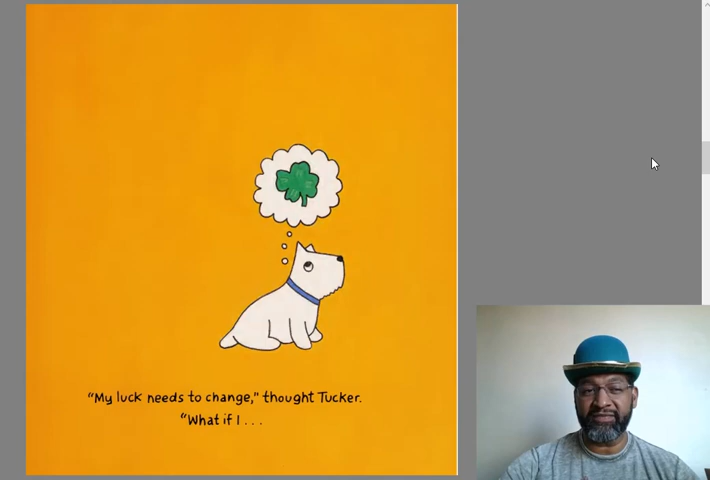 "My luck needs to change," thought Tucker.
"What if I . . .